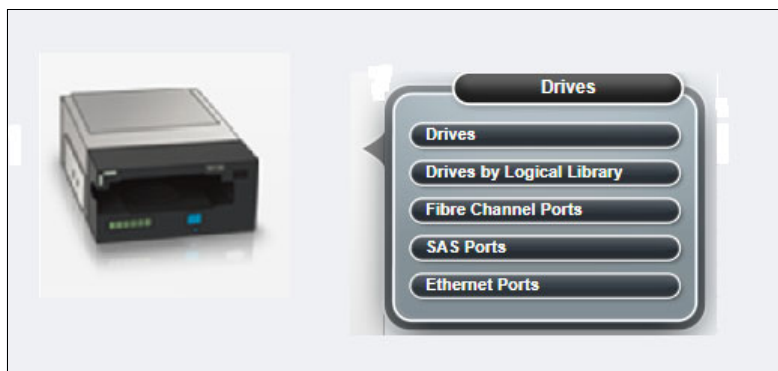 Drives
Drives
Drives by Logical Library
Fibre Channel Ports
SAS Ports
Ethernet Ports